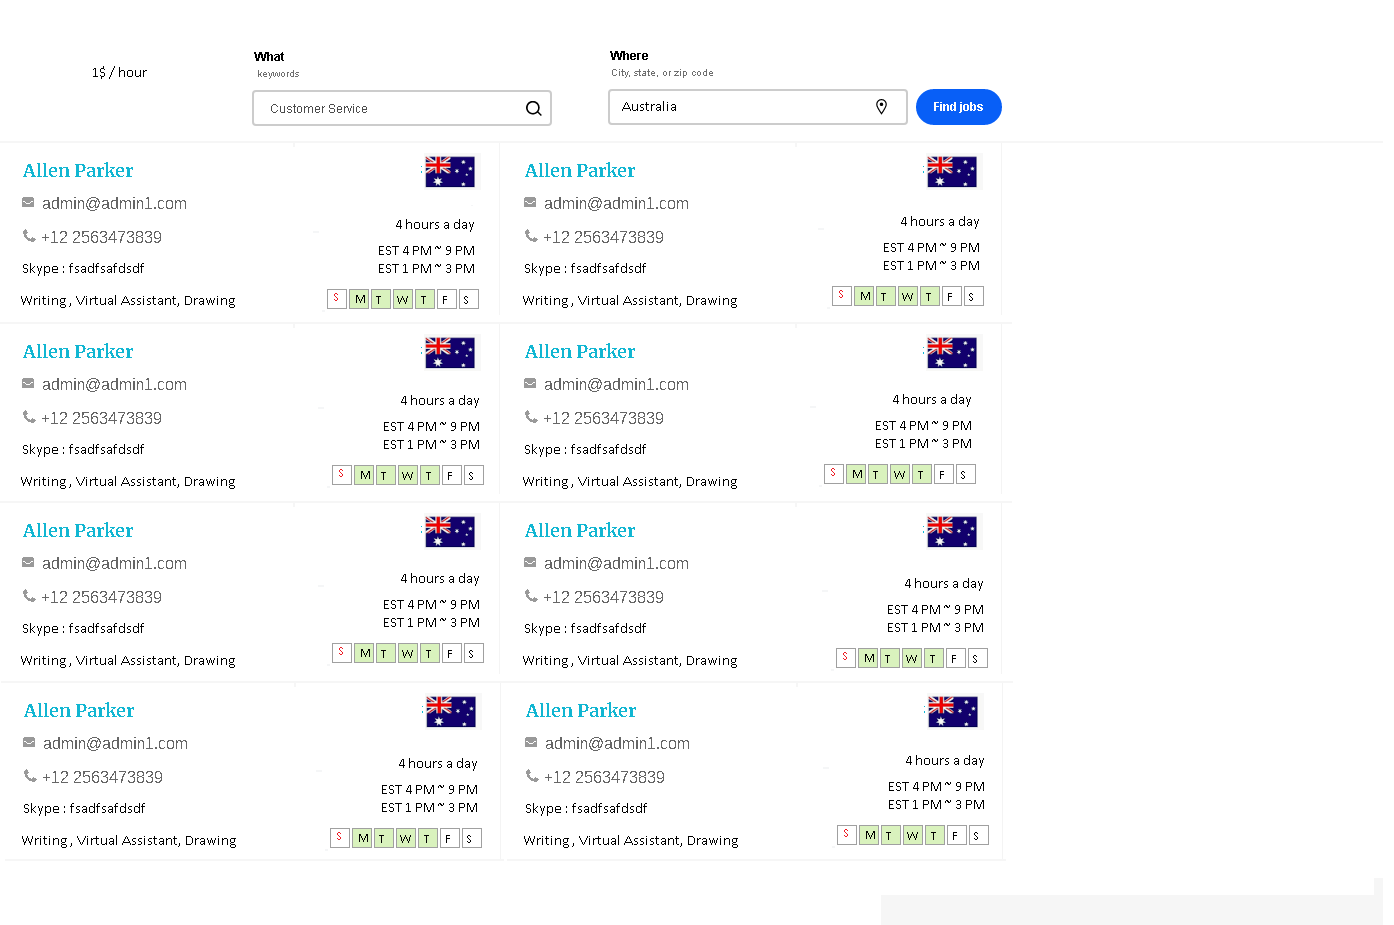 1$ / hour
What
keywords
Customer Service
Where
City, state, or zip code
Australia
Find jobs
Allen Parker
admin@admin1.com
4 hours a day
+12 2563473839
EST 4 PM ~ 9 PM
Skype : fsadfsafdsdf
EST 1 PM ~ 3 PM
Writing , Virtual Assistant, Drawing
S M T W T F S
Allen Parker
admin@admin1.com
4 hours a day
+12 2563473839
EST 4 PM ~ 9 PM
Skype : fsadfsafdsdf
EST 1 PM ~ 3 PM
Writing , Virtual Assistant, Drawing
S M T W T F S
Allen Parker
admin@admin1.com
4 hours a day
+12 2563473839
EST 4 PM ~ 9 PM
Skype : fsadfsafdsdf
EST 1 PM ~ 3 PM
Writing , Virtual Assistant, Drawing
S M T W T F S
Allen Parker
admin@admin1.com
4 hours a day
+12 2563473839
EST 4 PM ~ 9 PM
Skype : fsadfsafdsdf
EST 1 PM ~ 3 PM
Writing , Virtual Assistant, Drawing
S M T W T F S
Allen Parker
admin@admin1.com
4 hours a day
+12 2563473839
EST 4 PM ~ 9 PM
Skype : fsadfsafdsdf
EST 1 PM ~ 3 PM
Writing , Virtual Assistant, Drawing
S M T W T F S
Allen Parker
admin@admin1.com
4 hours a day
+12 2563473839
EST 4 PM ~ 9 PM
Skype : fsadfsafdsdf
EST 1 PM ~ 3 PM
Writing , Virtual Assistant, Drawing
S M T W T F S
Allen Parker
admin@admin1.com
4 hours a day
+12 2563473839
EST 4 PM ~ 9 PM
Skype : fsadfsafdsdf
EST 1 PM ~ 3 PM
Writing , Virtual Assistant, Drawing
S M T W T F S
Allen Parker
admin@admin1.com
4 hours a day
+12 2563473839
EST 4 PM ~ 9 PM
Skype : fsadfsafdsdf
EST 1 PM ~ 3 PM
Writing , Virtual Assistant, Drawing
S M T W T F S